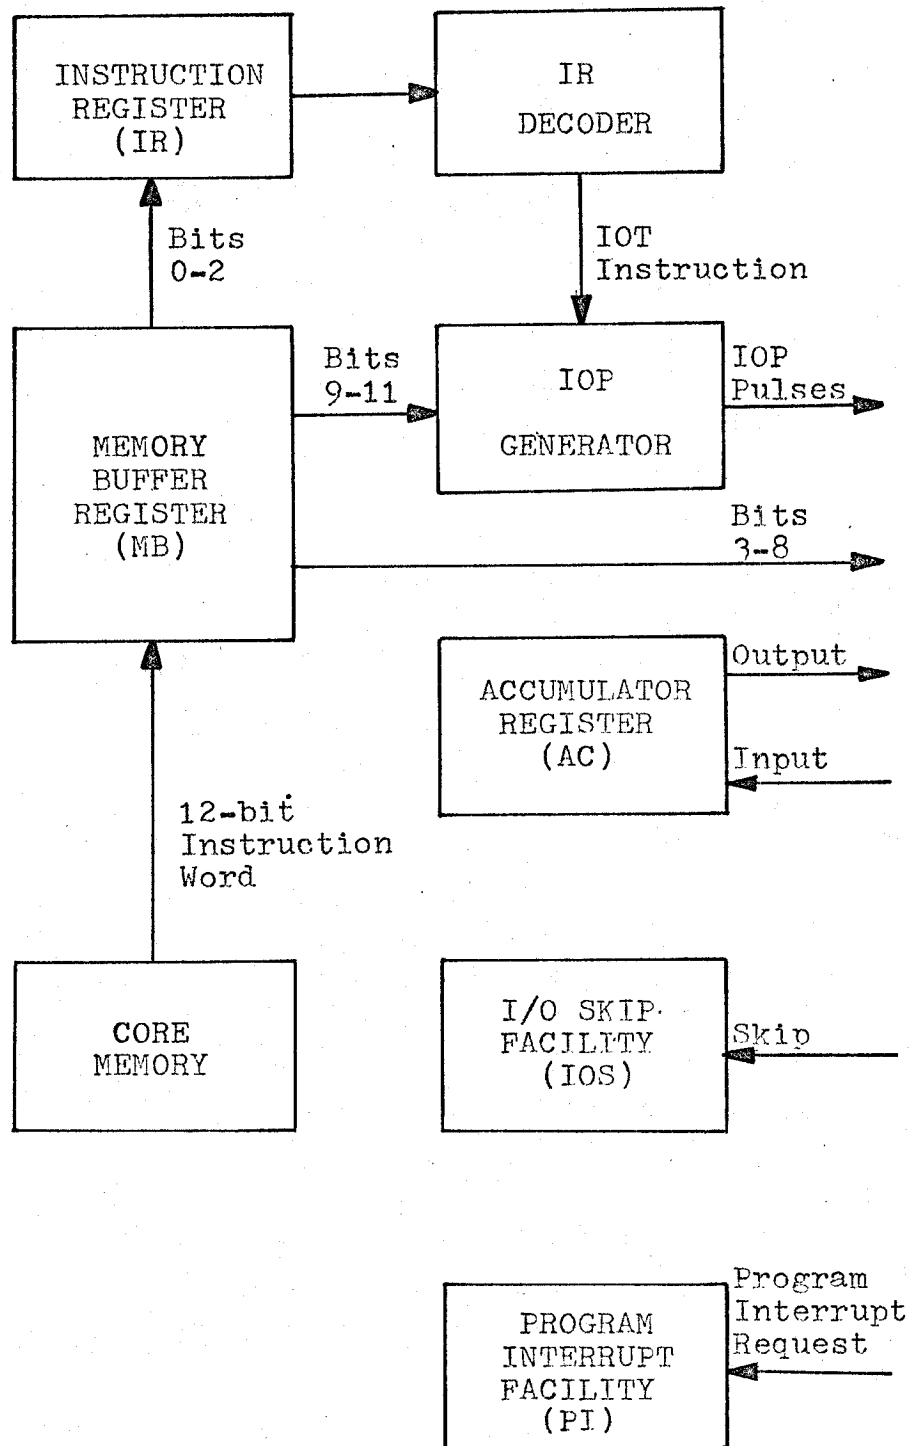 INSTRUCTION
REGISTER
(IR)
IR
DECODER
Bits
0-2
IOT
Instruction
MEMORY
BUFFER
REGISTER
(MB)
Bits
9-11
IOP
GENERATOR
IOP
Pulses
Bits
3-8
ACCUMULATOR
REGISTER
(AC)
Output
Input
12-bit
Instruction
Word
CORE
MEMORY
I/O SKIP
FACILITY
(IOS)
Skip
PROGRAM
INTERRUPT
FACILITY
(PI)
Program
Interrupt
Request